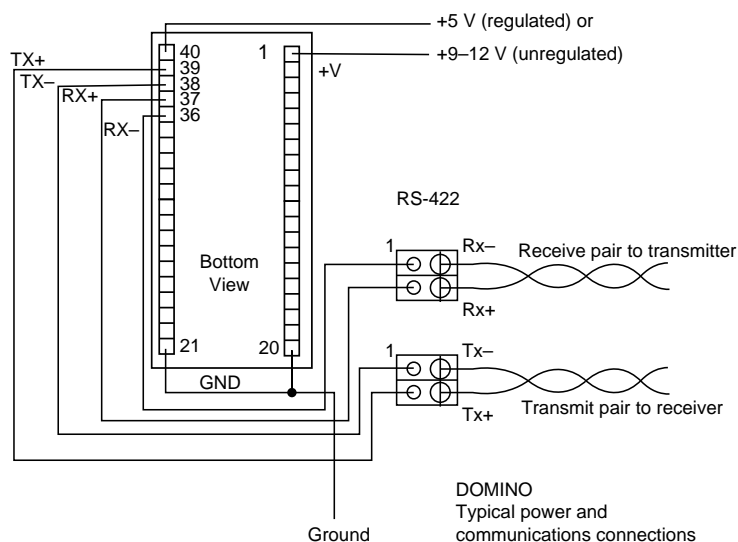 +5 V (regulated) or
+9–12 V (unregulated)
40
1
TX+
39
+V
TX–
38
RX+
37
36
RX–
RS-422
1
Rx–
Receive pair to transmitter
Bottom
View
Rx+
21
20
1
Tx–
GND
Transmit pair to receiver
Tx+
DOMINO
Typical power and
communications connections
Ground